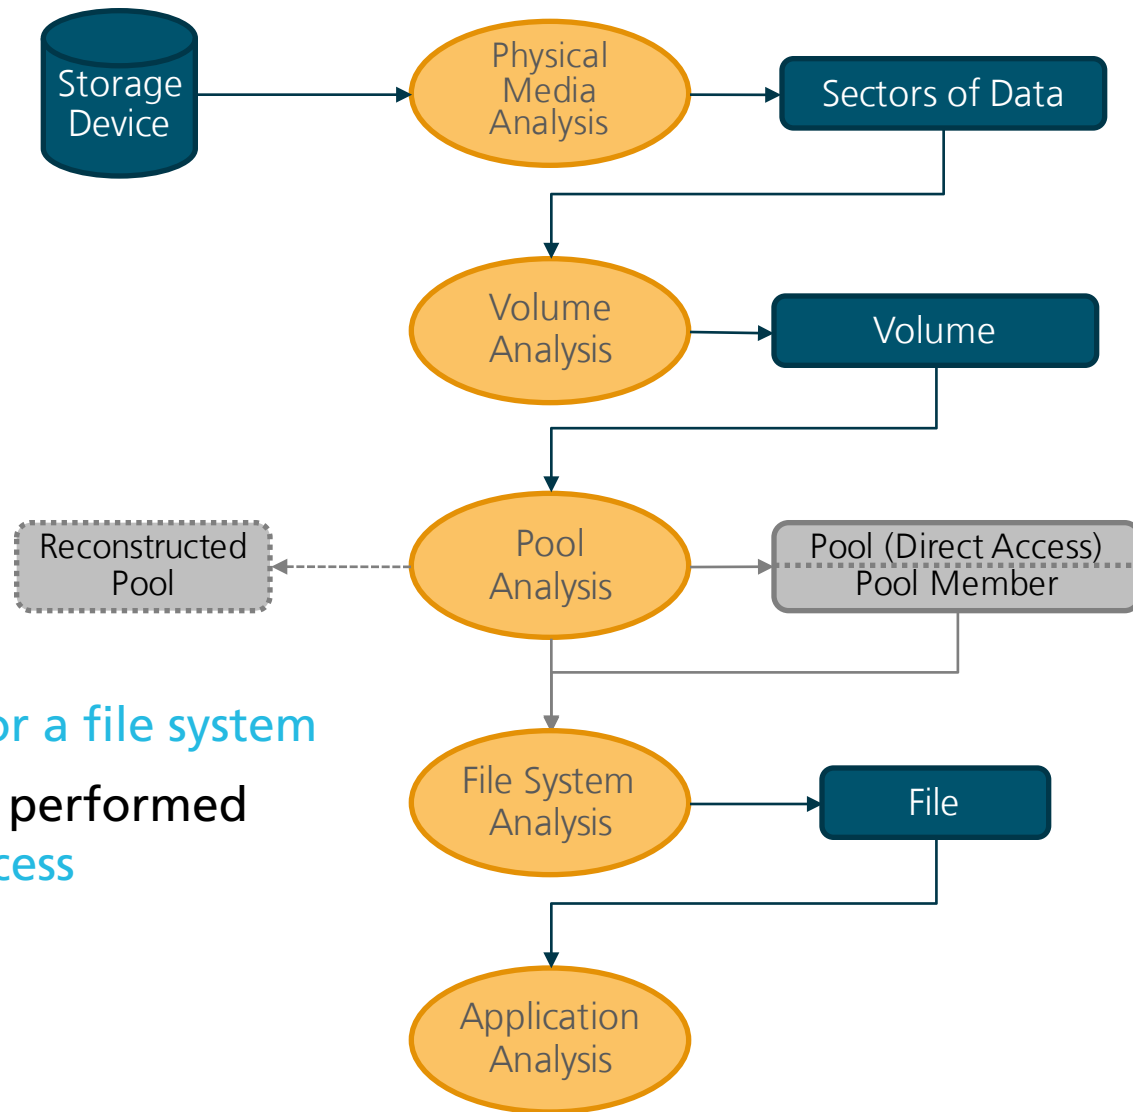 Storage
Device
Physical
Media
Analysis
Sectors of Data
Volume
Analysis
Volume
Reconstructed
Pool
Pool
Analysis
Pool (Direct Access)
Pool Member
or a file system
performed
cess
File System
Analysis
File
Application
Analysis